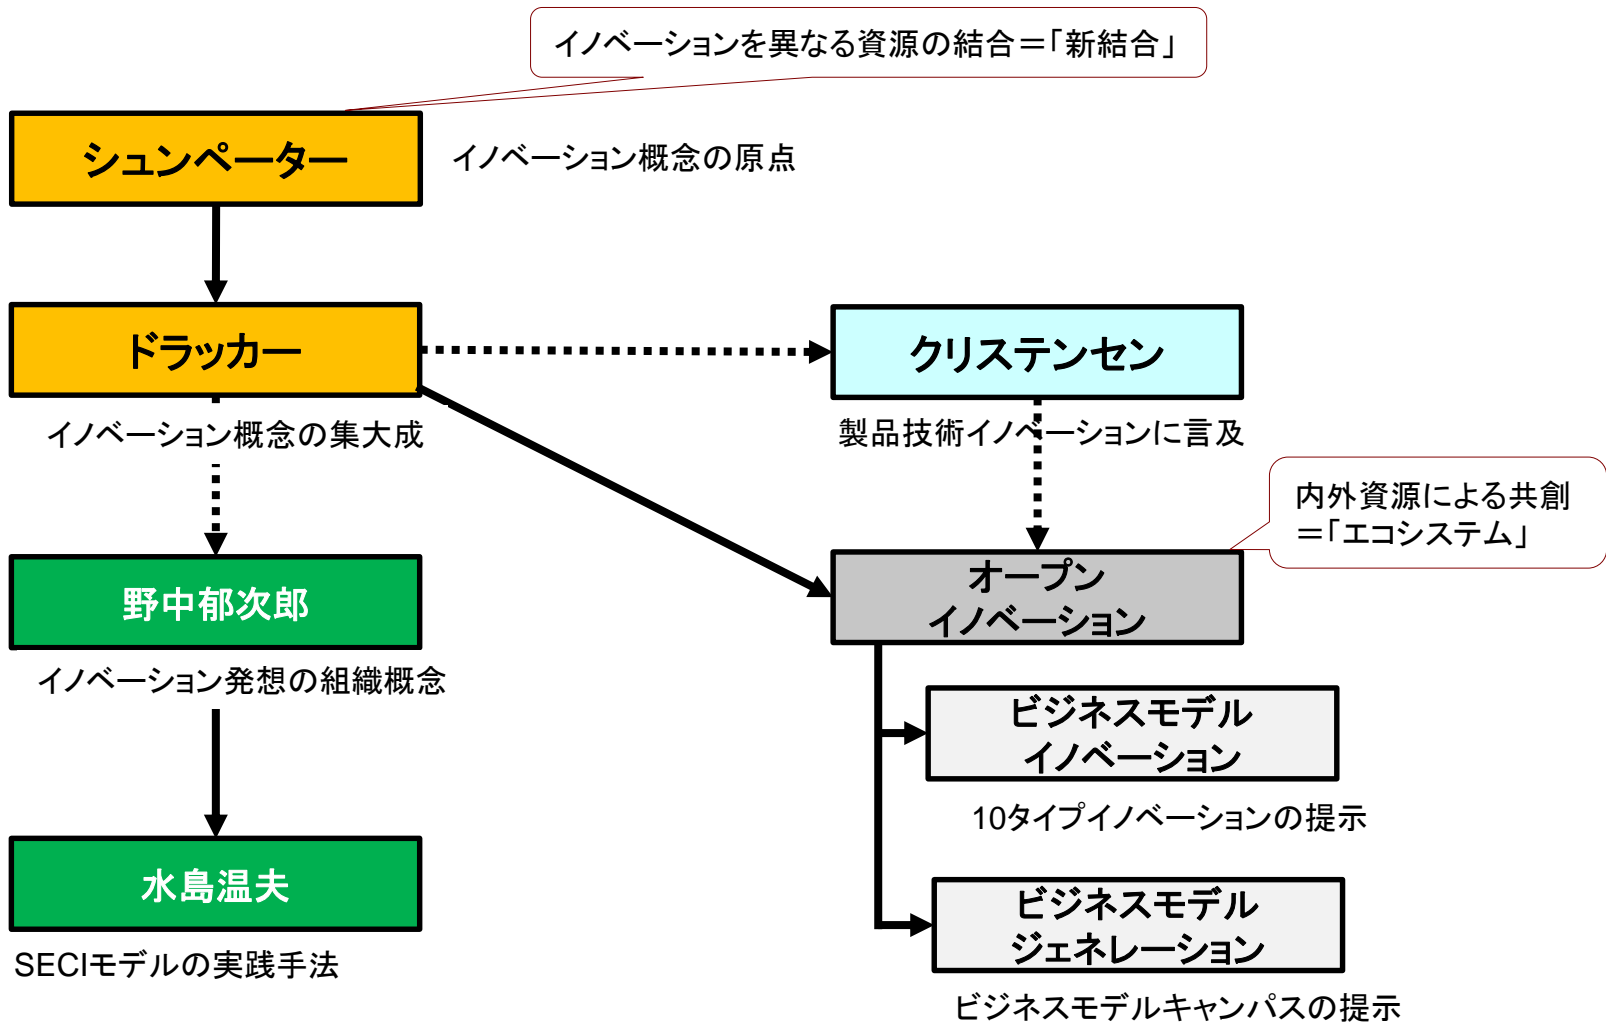 イノベーションを異なる資源の結合＝「新結合」
シュンペーター
イノベーション概念の原点
ドラッカー
クリステンセン
イノベーション概念の集大成
製品技術イノベーションに言及
内外資源による共創
＝「エコシステム」
オープン
イノベーション
野中郁次郎
イノベーション発想の組織概念
ビジネスモデル
イノベーション
10タイプイノベーションの提示
水島温夫
ビジネスモデル
ジェネレーション
SECIモデルの実践手法
ビジネスモデルキャンパスの提示